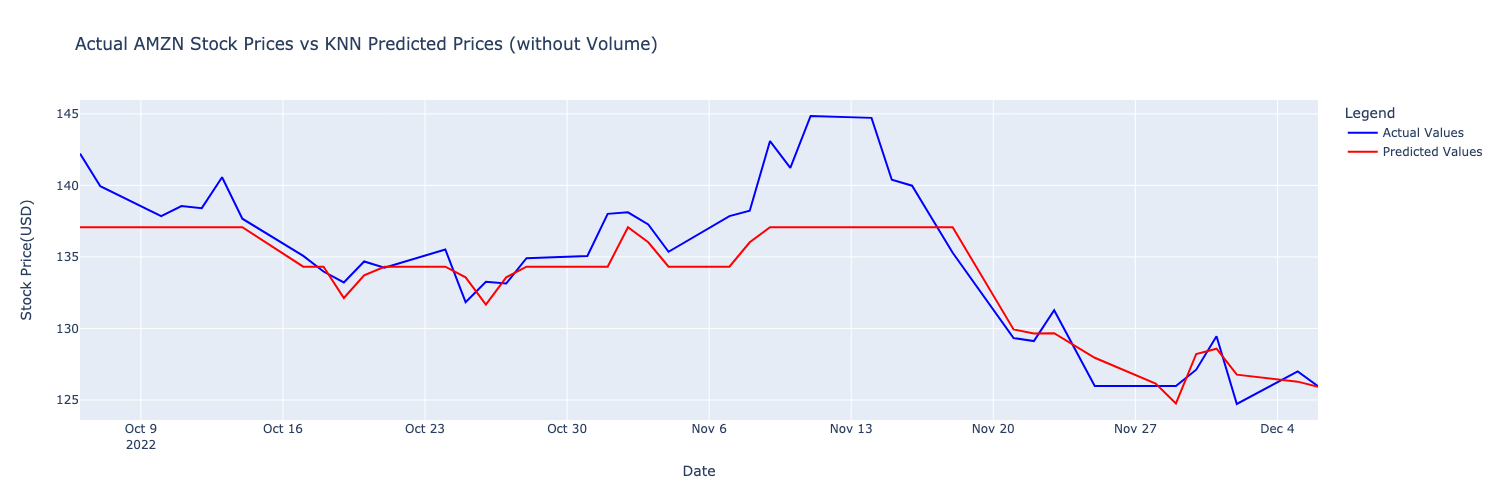 Actual AMZN Stock Prices vs KNN Predicted Prices (without Volume)
Legend
Actual Values
Predicted Values
Stock Price(USD)
145
140
135
130
125
Oct 9 Oct 16 Oct 23 Oct 30 Nov 6 Nov 13 Nov 20 Nov 27 Dec 4
2022
Date